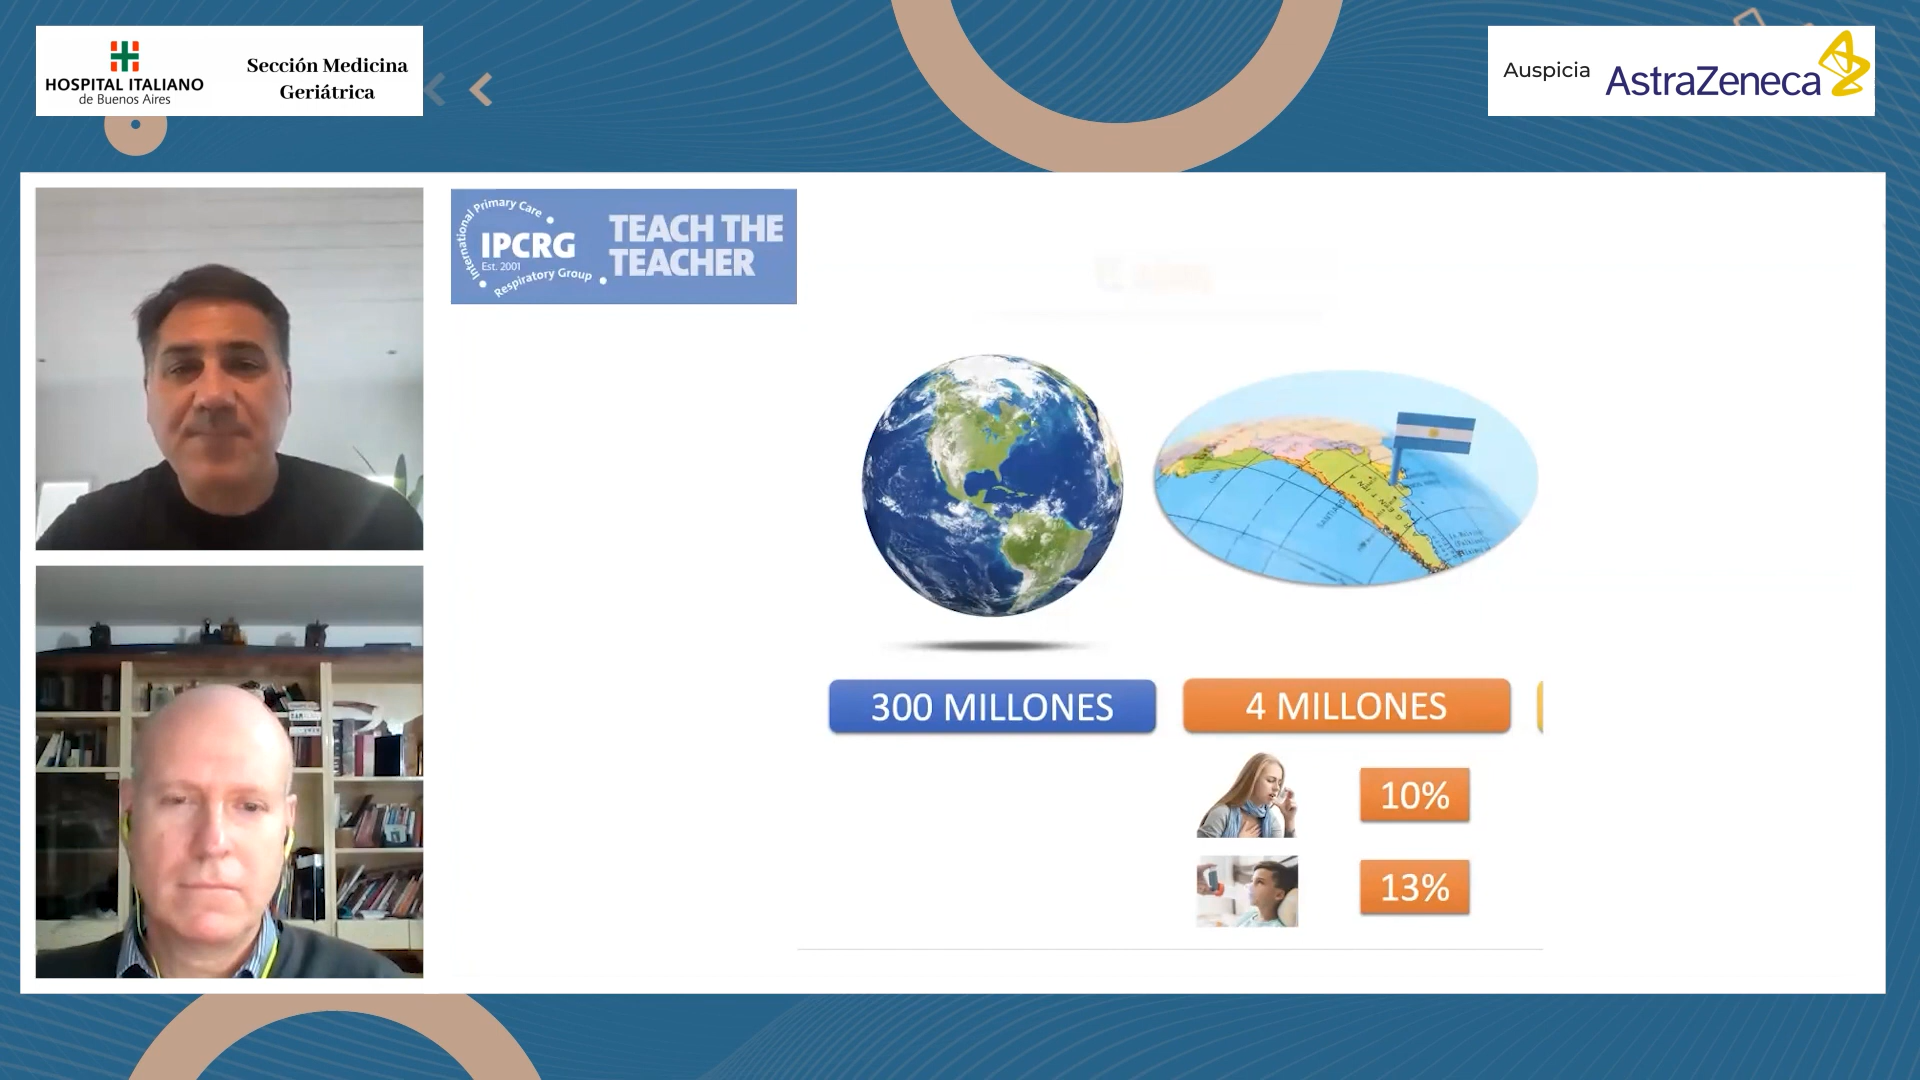 HOSPITAL ITALIANO
de Buenos Aires
Sección Medicina
Geriátrica
Auspicia AstraZeneca
International Primary Care
IPCRG
Est. 2001
Respiratory Group
TEACH THE
TEACHER
300 MILLONES
4 MILLONES
10%
13%